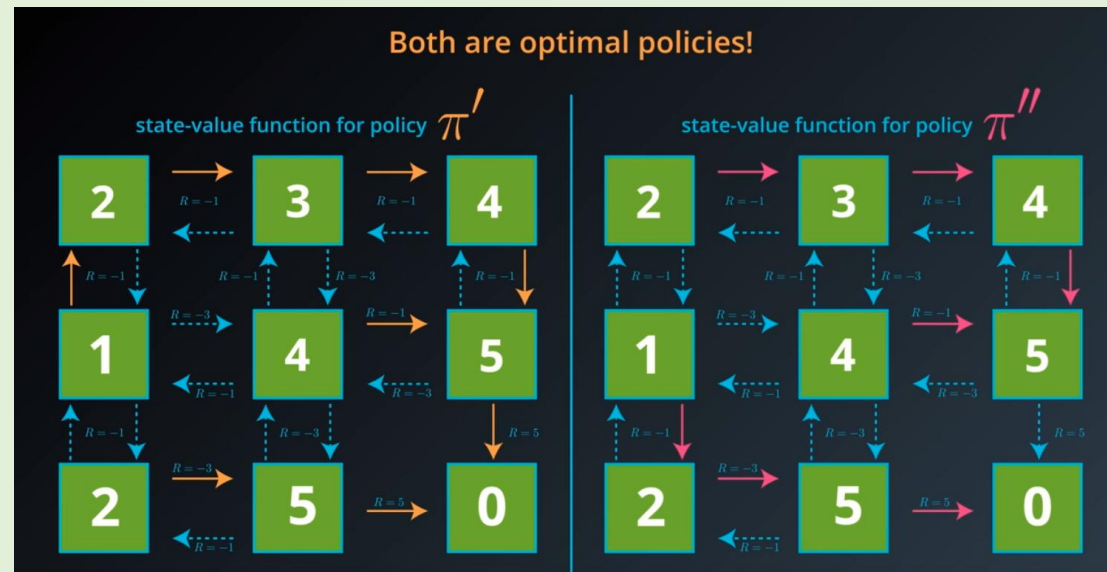 Both are optimal policies!
state-value function for policy π′
2 3 4
R = −1 R = −1
R = −1 R = −1 R = −3 R = −1
R = −3 R = −1
1 4 5
R = −1 R = −3
R = −1 R = −3 R = 5
R = −3
2 5 0
R = 5
R = −1
state-value function for policy π′′
2 3 4
R = −1 R = −1
R = −1 R = −1 R = −3 R = −1
R = −3 R = −1
1 4 5
R = −1 R = −3
R = −1 R = −3 R = 5
R = −3
2 5 0
R = 5
R = −1